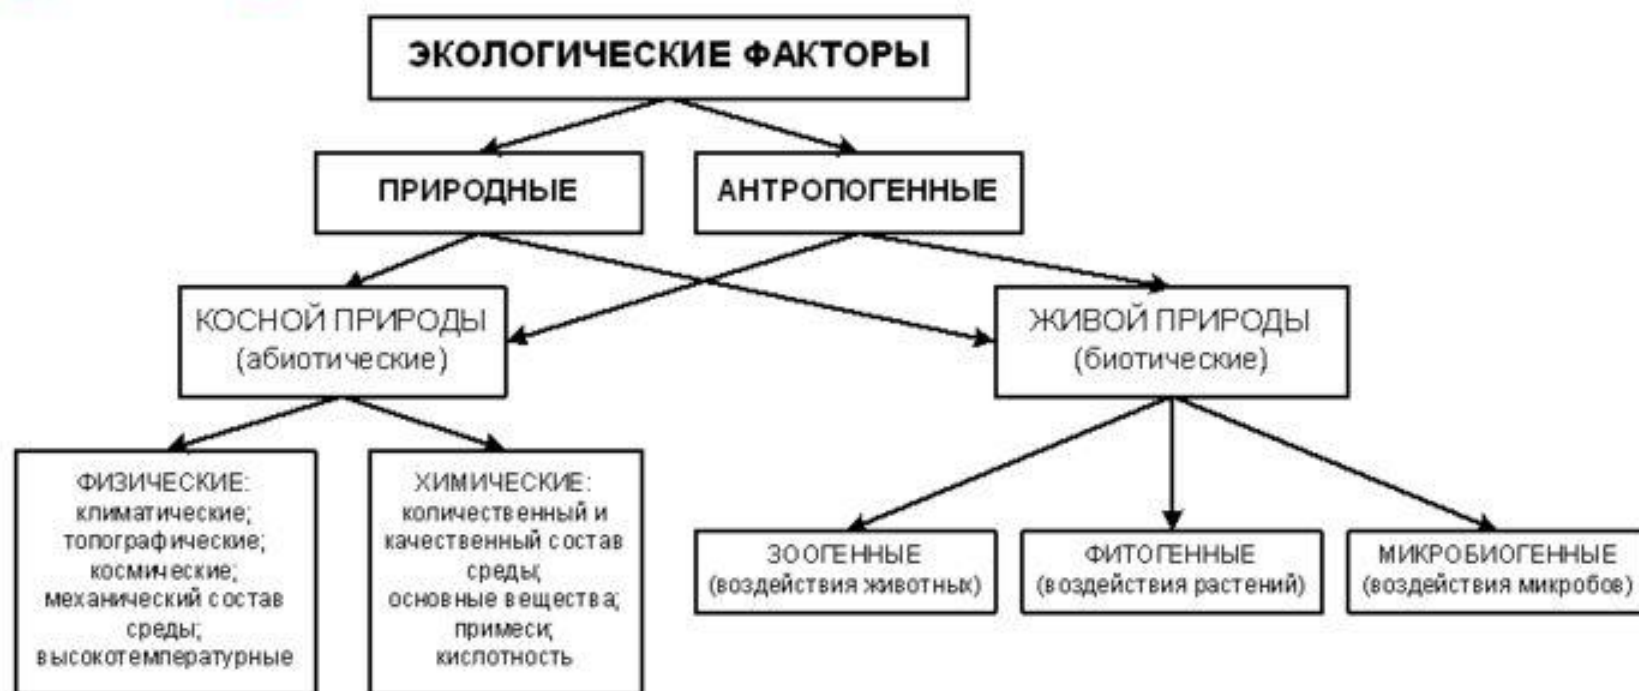 ЭКОЛОГИЧЕСКИЕ ФАКТОРЫ
ПРИРОДНЫЕ
АНТРОПОГЕННЫЕ
КОСНОЙ ПРИРОДЫ
(абиотические)
ЖИВОЙ ПРИРОДЫ
(биотические)
ФИЗИЧЕСКИЕ:
климатические;
топографические;
космические;
механический состав
среды;
высокотемпературные
ХИМИЧЕСКИЕ:
количественный и
качественный состав
среды;
основные вещества;
примеси;
кислотность
ЗООГЕННЫЕ
(воздействия животных)
ФИТОГЕННЫЕ
(воздействия растений)
МИКРОБИОГЕННЫЕ
(воздействия микробов)